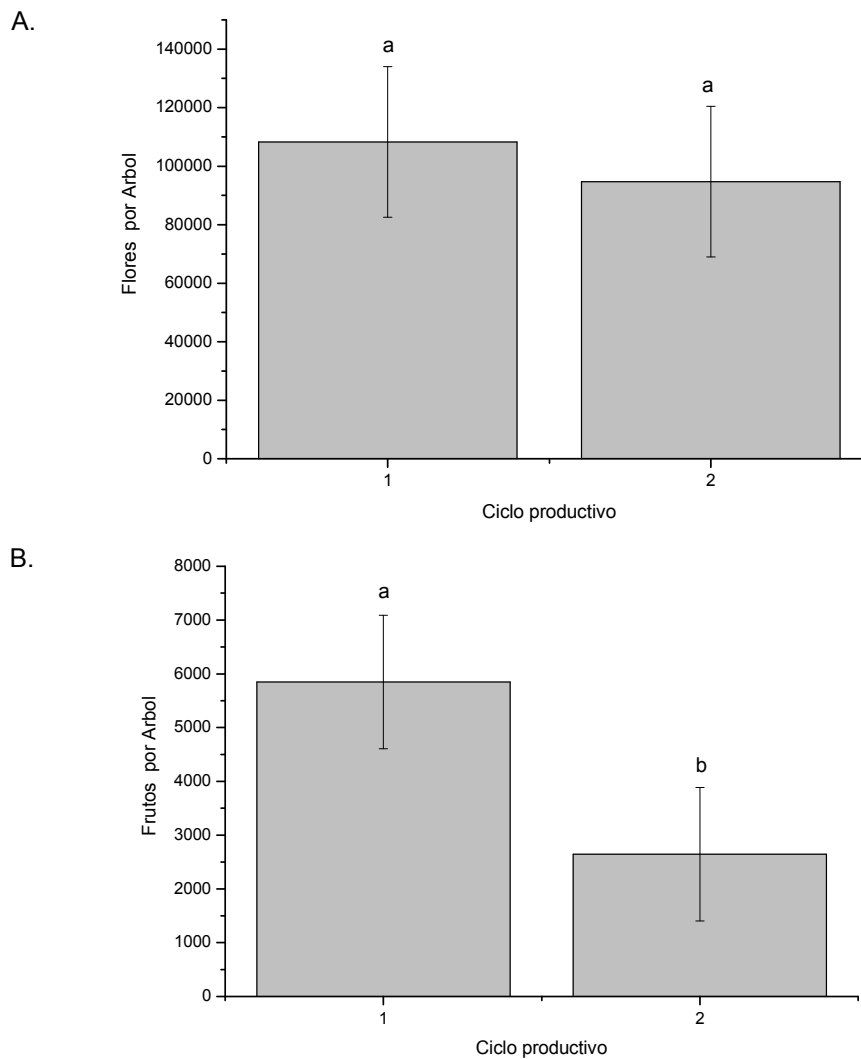 A.
Flores por Arbol
140000
120000
100000
80000
60000
40000
20000
0
a
a
1
2
Ciclo productivo
B.
Frutos por Arbol
8000
7000
6000
5000
4000
3000
2000
1000
0
a
b
1
2
Ciclo productivo